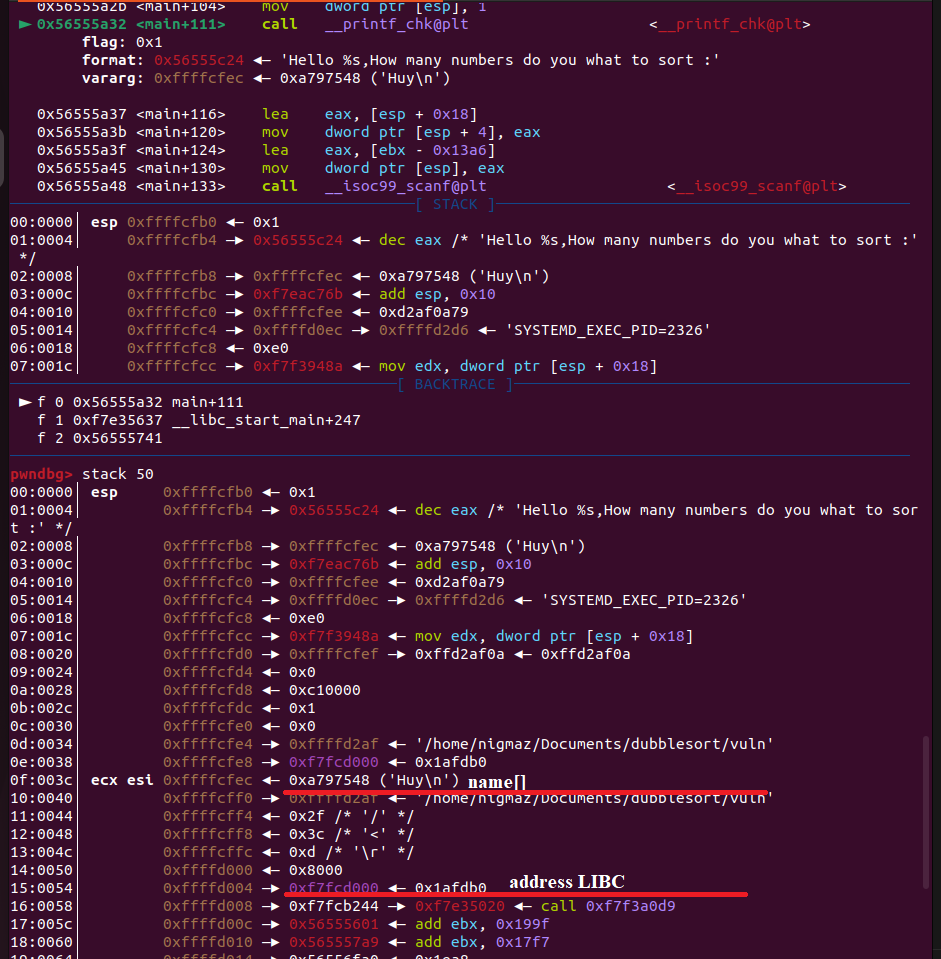 0x56555a2b <main+104>    mov    dword ptr [esp], 1
► 0x56555a32 <main+111>    call   __printf_chk@plt                     <__printf_chk@plt>
flag: 0x1
format: 0x56555c24 ◂— 'Hello %s,How many numbers do you what to sort :'
vararg: 0xffffcfec ◂— 0xa797548 ('Huy\n')
0x56555a37 <main+116>    lea    eax, [esp + 0x18]
0x56555a3b <main+120>    mov    dword ptr [esp + 4], eax
0x56555a3f <main+124>    lea    eax, [ebx - 0x13a6]
0x56555a45 <main+130>    mov    dword ptr [esp], eax
0x56555a48 <main+133>    call   __isoc99_scanf@plt                     <__isoc99_scanf@plt>
[ STACK ]
00:0000│ esp 0xffffcfb0 ◂— 0x1
01:0004│     0xffffcfb4 —▸ 0x56555c24 ◂— dec eax /* 'Hello %s,How many numbers do you what to sort :'
*/
02:0008│     0xffffcfb8 —▸ 0xffffcfec ◂— 0xa797548 ('Huy\n')
03:000c│     0xffffcfbc —▸ 0xf7eac76b ◂— add esp, 0x10
04:0010│     0xffffcfc0 —▸ 0xffffcfee ◂— 0xd2af0a79
05:0014│     0xffffcfc4 —▸ 0xffffd0ec —▸ 0xffffd2d6 ◂— 'SYSTEMD_EXEC_PID=2326'
06:0018│     0xffffcfc8 ◂— 0xe0
07:001c│     0xffffcfcc —▸ 0xf7f3948a ◂— mov edx, dword ptr [esp + 0x18]
[ BACKTRACE ]
► f 0 0x56555a32 main+111
f 1 0xf7e35637 __libc_start_main+247
f 2 0x56555741
pwndbg> stack 50
00:0000│ esp     0xffffcfb0 ◂— 0x1
01:0004│         0xffffcfb4 —▸ 0x56555c24 ◂— dec eax /* 'Hello %s,How many numbers do you what to sor
t :' */
02:0008│         0xffffcfb8 —▸ 0xffffcfec ◂— 0xa797548 ('Huy\n')
03:000c│         0xffffcfbc —▸ 0xf7eac76b ◂— add esp, 0x10
04:0010│         0xffffcfc0 —▸ 0xffffcfee ◂— 0xd2af0a79
05:0014│         0xffffcfc4 —▸ 0xffffd0ec —▸ 0xffffd2d6 ◂— 'SYSTEMD_EXEC_PID=2326'
06:0018│         0xffffcfc8 ◂— 0xe0
07:001c│         0xffffcfcc —▸ 0xf7f3948a ◂— mov edx, dword ptr [esp + 0x18]
08:0020│         0xffffcfd0 —▸ 0xffffcfef —▸ 0xffd2af0a ◂— 0xffd2af0a
09:0024│         0xffffcfd4 ◂— 0x0
0a:0028│         0xffffcfd8 ◂— 0xc10000
0b:002c│         0xffffcfdc ◂— 0x1
0c:0030│         0xffffcfe0 ◂— 0x0
0d:0034│         0xffffcfe4 —▸ 0xffffd2af ◂— '/home/nigmaz/Documents/dubblesort/vuln'
0e:0038│         0xffffcfe8 —▸ 0xf7fcd000 ◂— 0x1afdb0
0f:003c│ ecx esi 0xffffcfec ◂— 0xa797548 ('Huy\n') name[]
10:0040│         0xffffcff0 —▸ 0xffffd2af ◂— '/home/nigmaz/Documents/dubblesort/vuln'
11:0044│         0xffffcff4 ◂— 0x2f /* '/' */
12:0048│         0xffffcff8 ◂— 0x3c /* '<' */
13:004c│         0xffffcffc ◂— 0xd /* '\r' */
14:0050│         0xffffd000 ◂— 0x8000
15:0054│         0xffffd004 —▸ 0xf7fcd000 ◂— 0x1afdb0 address LIBC
16:0058│         0xffffd008 —▸ 0xf7fcb244 —▸ 0xf7e35020 ◂— call 0xf7f3a0d9
17:005c│         0xffffd00c —▸ 0x56555601 ◂— add ebx, 0x199f
18:0060│         0xffffd010 —▸ 0x565557a9 ◂— add ebx, 0x17f7